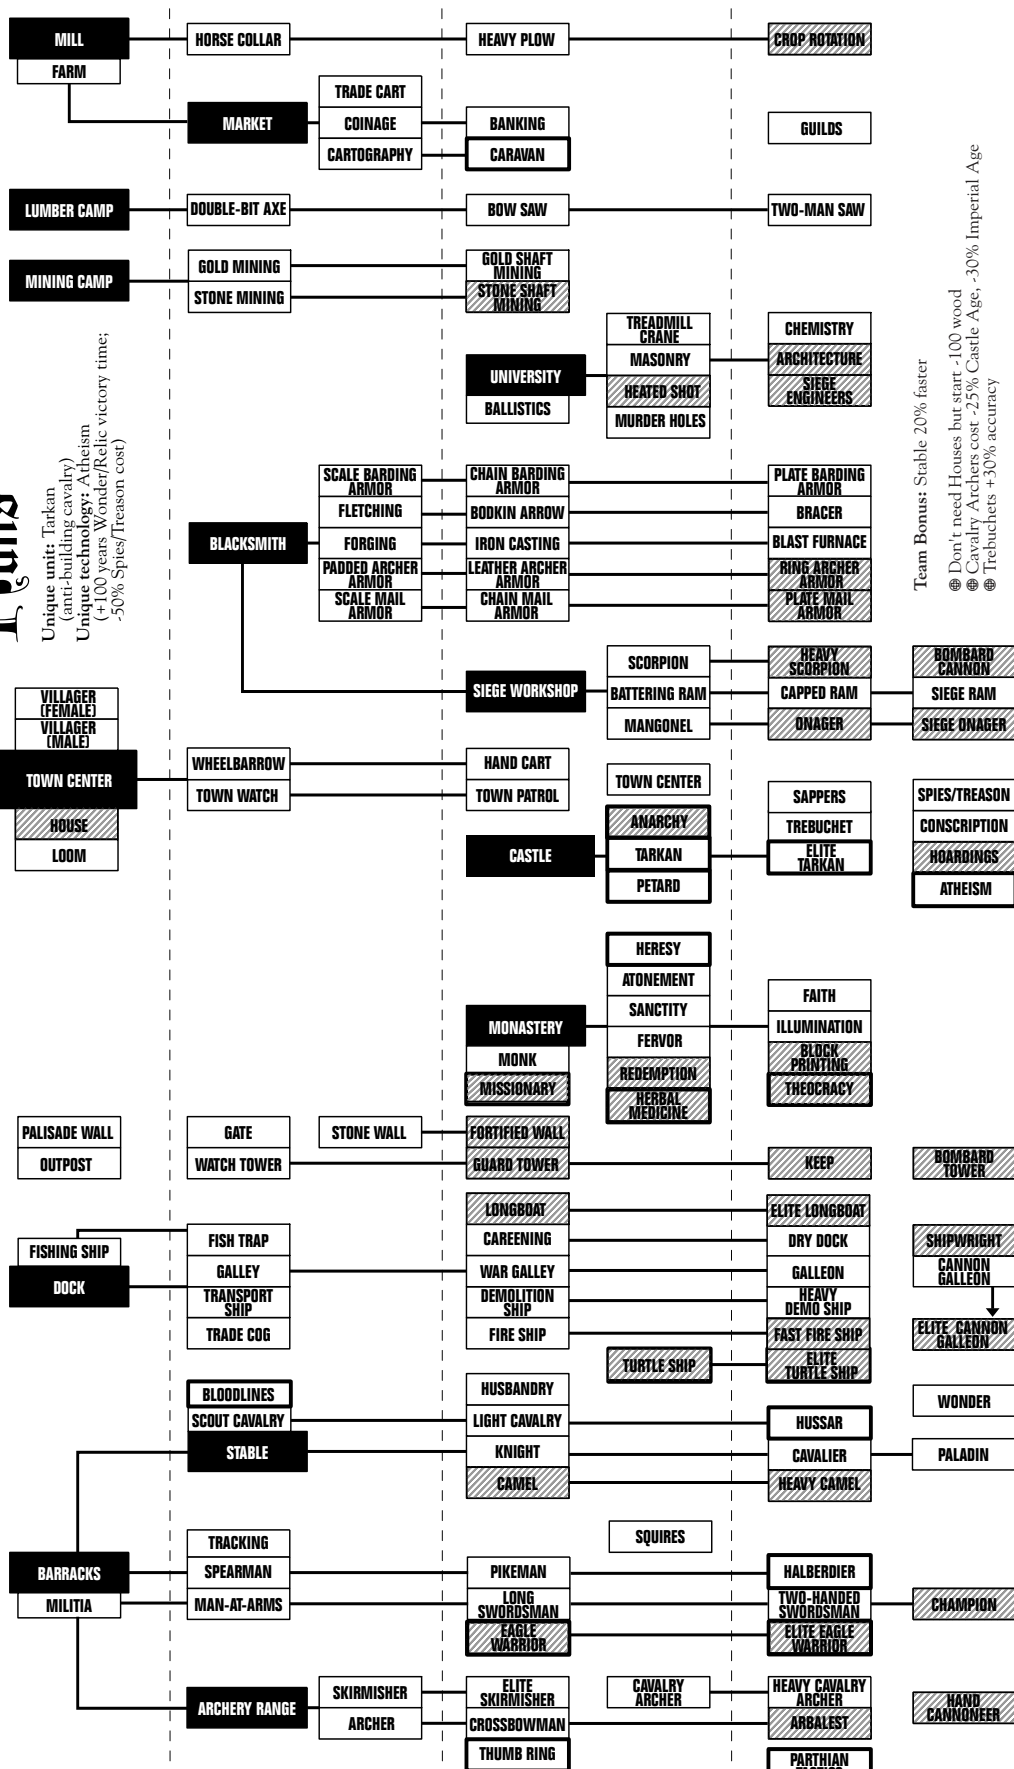 MILL
HORSE COLLAR
HEAVY PLOW
CROP ROTATION
FARM
TRADE CART
MARKET
COINAGE
BANKING
GUILDS
CARTOGRAPHY
CARAVAN
LUMBER CAMP
DOUBLE-BIT AXE
BOW SAW
TWO-MAN SAW
MINING CAMP
GOLD MINING
GOLD SHAFT
MINING
STONE MINING
STONE SHAFT
MINING
UNIVERSITY
BALLISTICS
TREADMILL
CRANE
MASONRY
HEATED SHOT
MURDER HOLES
CHEMISTRY
ARCHITECTURE
SIEGE
ENGINEERS
Unique unit: Tarkan
(anti-building cavalry)
Unique technology: Atheism
(+100 years Wonder/Relic victory time;
-50% Spies/Treason cost)
Team Bonus: Stable 20% faster
Don't need Houses but start -100 wood
Cavalry Archers cost -25% Castle Age, -30% Imperial Age
Trebuchets +30% accuracy
BLACKSMITH
SCALE BARDING
ARMOR
CHAIN BARDING
ARMOR
PLATE BARDING
ARMOR
FLETCHING
BODKIN ARROW
BRACER
FORGING
IRON CASTING
BLAST FURNACE
PADDED ARCHER
ARMOR
LEATHER ARCHER
ARMOR
RING ARCHER
ARMOR
SCALE MAIL
ARMOR
CHAIN MAIL
ARMOR
PLATE MAIL
ARMOR
SIEGE WORKSHOP
SCORPION
HEAVY
SCORPION
BOMBARD
CANNON
BATTERING RAM
CAPPED RAM
SIEGE RAM
MANGONEL
ONAGER
SIEGE ONAGER
VILLAGER
(FEMALE)
VILLAGER
(MALE)
TOWN CENTER
HOUSE
LOOM
WHEELBARROW
HAND CART
TOWN WATCH
TOWN PATROL
TOWN CENTER
CASTLE
ANARCHY
TARKAN
PETARD
SAPPERS
TREBUCHET
ELITE
TARKAN
SPIES/TREASON
CONSCRIPTION
HOARDINGS
ATHEISM
MONASTERY
MONK
MISSIONARY
HERESY
ATONEMENT
SANCTITY
FERVOR
REDEMPTION
HERBAL
MEDICINE
FAITH
ILLUMINATION
BLOCK
PRINTING
THEOCRACY
PALISADE WALL
OUTPOST
GATE
WATCH TOWER
STONE WALL
FORTIFIED WALL
GUARD TOWER
KEEP
BOMBARD
TOWER
FISHING SHIP
DOCK
FISH TRAP
GALLEY
TRANSPORT
SHIP
TRADE COG
LONGBOAT
CAREENING
WAR GALLEY
DEMOLITION
SHIP
FIRE SHIP
TURTLE SHIP
ELITE LONGBOAT
DRY DOCK
GALLEON
HEAVY
DEMO SHIP
FAST FIRE SHIP
ELITE
TURTLE SHIP
SHIPWRIGHT
CANNON
GALLEON
ELITE CANNON
GALLEON
BLOODLINES
SCOUT CAVALRY
STABLE
HUSBANDRY
LIGHT CAVALRY
KNIGHT
CAMEL
HUSSAR
CAVALIER
HEAVY CAMEL
WONDER
PALADIN
BARRACKS
MILITIA
TRACKING
SPEARMAN
MAN-AT-ARMS
SQUIRES
PIKEMAN
LONG
SWORDSMAN
EAGLE
WARRIOR
HALBERDIER
TWO-HANDED
SWORDSMAN
ELITE EAGLE
WARRIOR
CHAMPION
ARCHERY RANGE
SKIRMISHER
ARCHER
ELITE
SKIRMISHER
CROSSBOWMAN
THUMB RING
CAVALRY
ARCHER
HEAVY CAVALRY
ARCHER
ARBALEST
PARTHIAN
HAND
CANNONEER